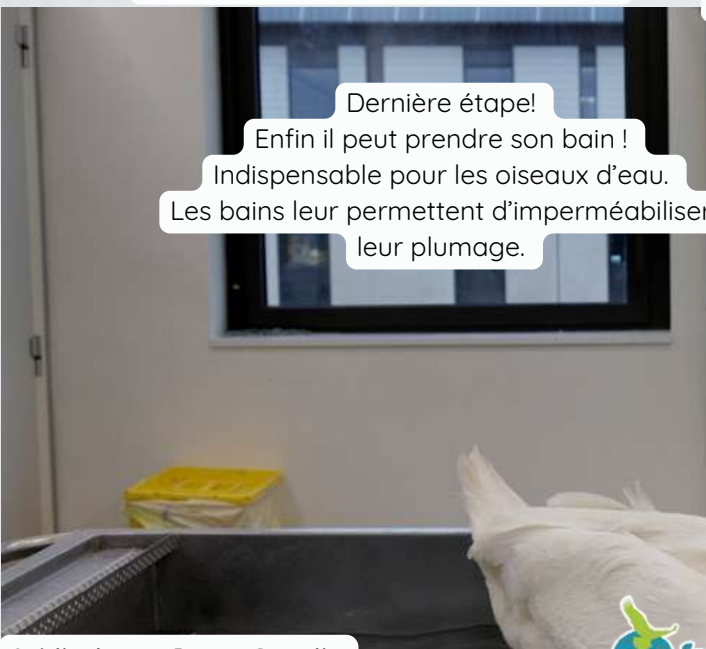 Dernière étape!
Enfin il peut prendre son bain !
Indispensable pour les oiseaux d'eau.
Les bains leur permettent d'imperméabiliser
leur plumage.